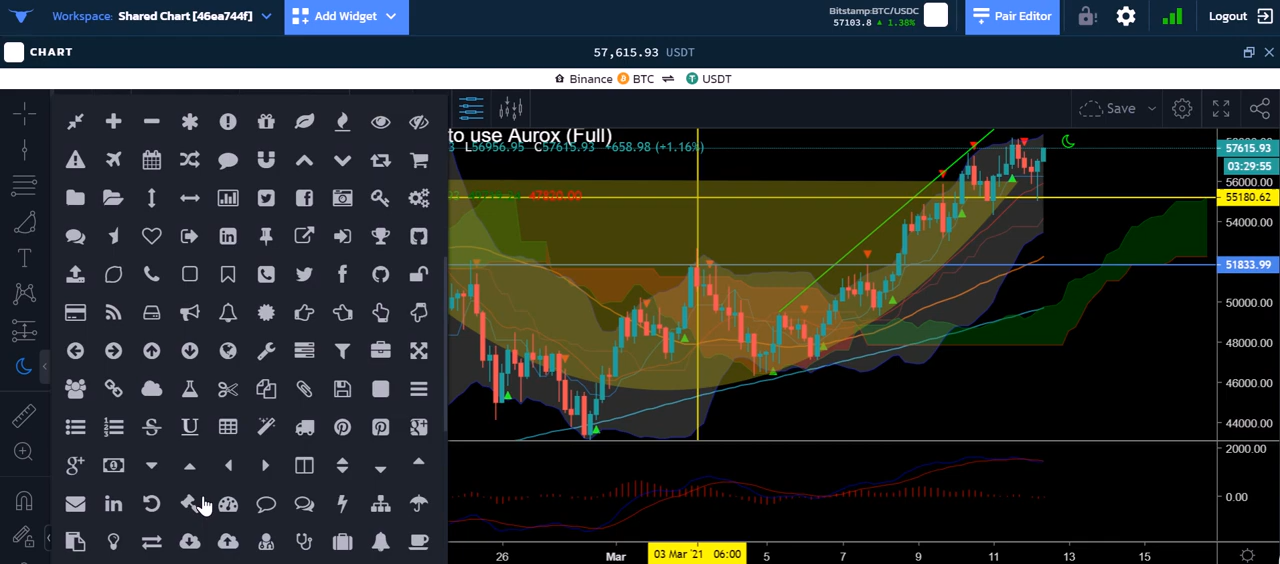 Workspace: Shared Chart [46ea744f]
Add Widget
Bitstamp:BTC/USDC
57103.8 ▲ 1.38%
Pair Editor
Logout
CHART
57,615.93 USDT
Binance BTC ⇌ USDT
Save
to use Aurox (Full)
L56956.95 C57615.93 +658.98 (+1.16%)
47820.00
57615.93
03:29:55
56000.00
55180.62
54000.00
51833.99
50000.00
48000.00
46000.00
44000.00
2000.00
0.00
26
Mar
03 Mar '21 06:00
5
7
9
11
13
15